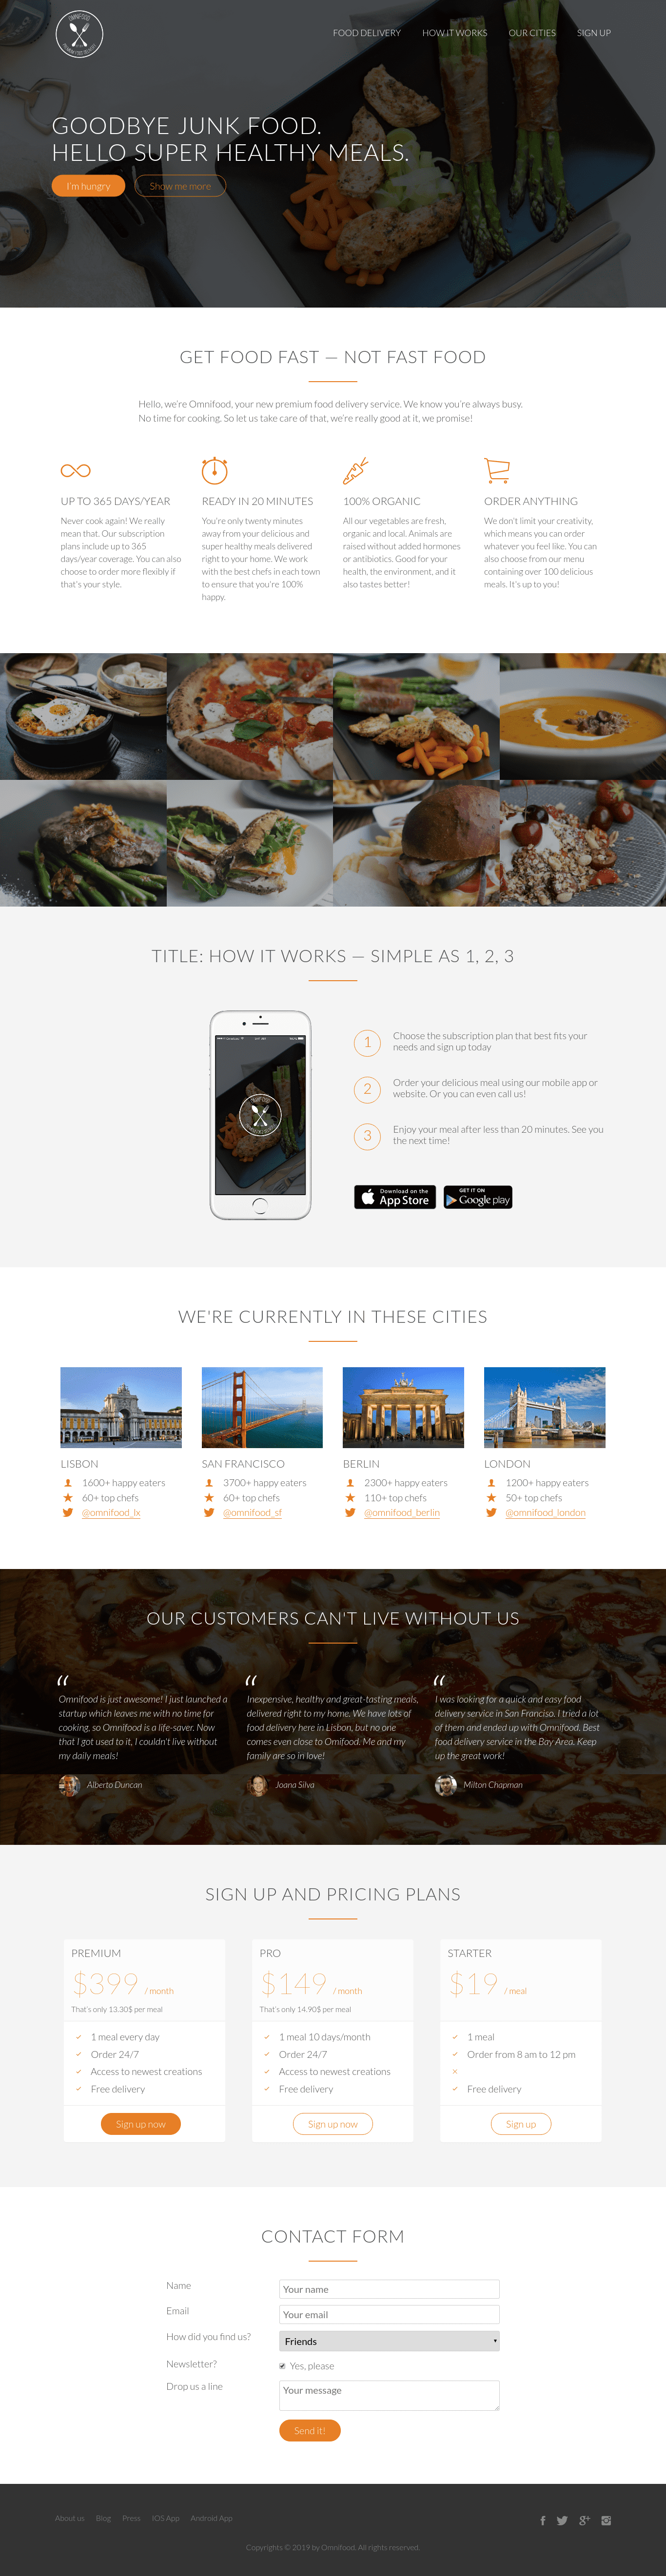 OMNIFOOD
FOOD DELIVERY
HOW IT WORKS
OUR CITIES
SIGN UP
GOODBYE JUNK FOOD.
HELLO SUPER HEALTHY MEALS.
I'm hungry
Show me more
GET FOOD FAST — NOT FAST FOOD
Hello, we're Omnifood, your new premium food delivery service. We know you're always busy.
No time for cooking. So let us take care of that, we're really good at it, we promise!
UP TO 365 DAYS/YEAR
Never cook again! We really
mean that. Our subscription
plans include up to 365
days/year coverage. You can also
choose to order more flexibly if
that's your style.
READY IN 20 MINUTES
You're only twenty minutes
away from your delicious and
super healthy meals delivered
right to your home. We work
with the best chefs in each town
to ensure that you're 100%
happy.
100% ORGANIC
All our vegetables are fresh,
organic and local. Animals are
raised without added hormones
or antibiotics. Good for your
health, the environment, and it
also tastes better!
ORDER ANYTHING
We don't limit your creativity,
which means you can order
whatever you feel like. You can
also choose from our menu
containing over 100 delicious
meals. It's up to you!
TITLE: HOW IT WORKS — SIMPLE AS 1, 2, 3
1
Choose the subscription plan that best fits your
needs and sign up today
2
Order your delicious meal using our mobile app or
website. Or you can even call us!
3
Enjoy your meal after less than 20 minutes. See you
the next time!
Download on the
App Store
GET IT ON
Google play
WE'RE CURRENTLY IN THESE CITIES
LISBON
1600+ happy eaters
60+ top chefs
@omnifood_lx
SAN FRANCISCO
3700+ happy eaters
60+ top chefs
@omnifood_sf
BERLIN
2300+ happy eaters
110+ top chefs
@omnifood_berlin
LONDON
1200+ happy eaters
50+ top chefs
@omnifood_london
OUR CUSTOMERS CAN'T LIVE WITHOUT US
“
Omnifood is just awesome! I just launched a
startup which leaves me with no time for
cooking, so Omnifood is a life-saver. Now
that I got used to it, I couldn't live without
my daily meals!
Alberto Duncan
“
Inexpensive, healthy and great-tasting meals,
delivered right to my home. We have lots of
food delivery here in Lisbon, but no one
comes even close to Omifood. Me and my
family are so in love!
Joana Silva
“
I was looking for a quick and easy food
delivery service in San Franciso. I tried a lot
of them and ended up with Omnifood. Best
food delivery service in the Bay Area. Keep
up the great work!
Milton Chapman
SIGN UP AND PRICING PLANS
PREMIUM
$399 / month
That's only 13.30$ per meal
1 meal every day
Order 24/7
Access to newest creations
Free delivery
Sign up now
PRO
$149 / month
That's only 14.90$ per meal
1 meal 10 days/month
Order 24/7
Access to newest creations
Free delivery
Sign up now
STARTER
$19 / meal
1 meal
Order from 8 am to 12 pm
Free delivery
Sign up
CONTACT FORM
Name
Your name
Email
Your email
How did you find us?
Friends
Newsletter?
Yes, please
Drop us a line
Your message
Send it!
About us
Blog
Press
IOS App
Android App
Copyrights © 2019 by Omnifood. All rights reserved.